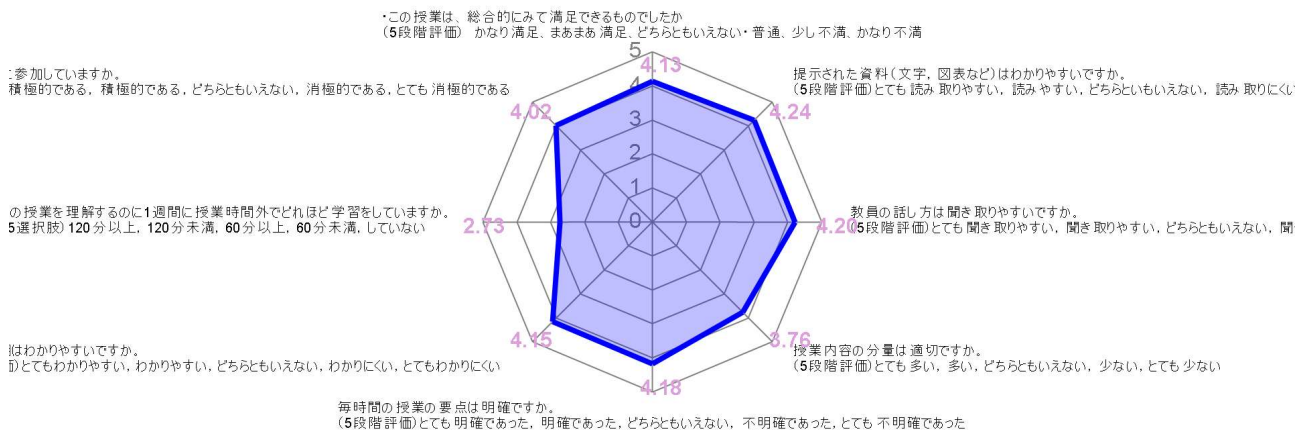 ・この授業は、総合的にみて満足できるものでしたか
(5段階評価) かなり満足、まあまあ満足、どちらともいえない・普通、少し不満、かなり不満
5
4.13
に参加していますか。
積極的である, 積極的である, どちらともいえない, 消極的である, とても消極的である
提示された資料(文字, 図表など)はわかりやすいですか。
(5段階評価)とても読み取りやすい, 読みやすい, どちらといもいえない, 読み取りにくい
4
4.02
4.24
3
2
1
の授業を理解するのに1週間に授業時間外でどれほど学習をしていますか。
5選択肢) 120分以上, 120分未満, 60分以上, 60分未満, していない
2.73
0
4.20
教員の話し方は聞き取りやすいですか。
(5段階評価)とても聞き取りやすい, 聞き取りやすい, どちらともいえない, 聞
はわかりやすいですか。
)とてもわかりやすい, わかりやすい, どちらともいえない, わかりにくい, とてもわかりにくい
4.15
3.76
授業内容の分量は適切ですか。
(5段階評価)とても多い, 多い, どちらともいえない, 少ない, とても少ない
4.18
毎時間の授業の要点は明確ですか。
(5段階評価)とても明確であった, 明確であった, どちらともいえない, 不明確であった, とても不明確であった